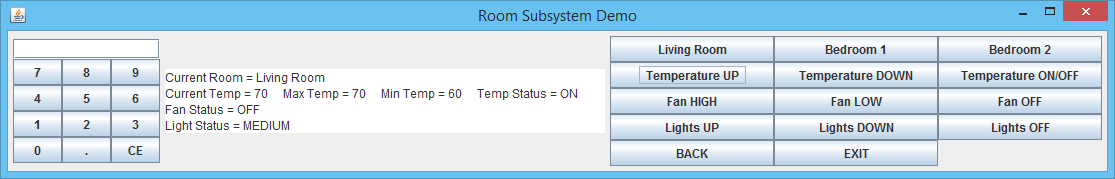 Room Subsystem Demo
7 8 9
4 5 6
1 2 3
0 . CE
Current Room = Living Room
Current Temp = 70 Max Temp = 70 Min Temp = 60 Temp Status = ON
Fan Status = OFF
Light Status = MEDIUM
Living Room Bedroom 1 Bedroom 2
Temperature UP Temperature DOWN Temperature ON/OFF
Fan HIGH Fan LOW Fan OFF
Lights UP Lights DOWN Lights OFF
BACK EXIT